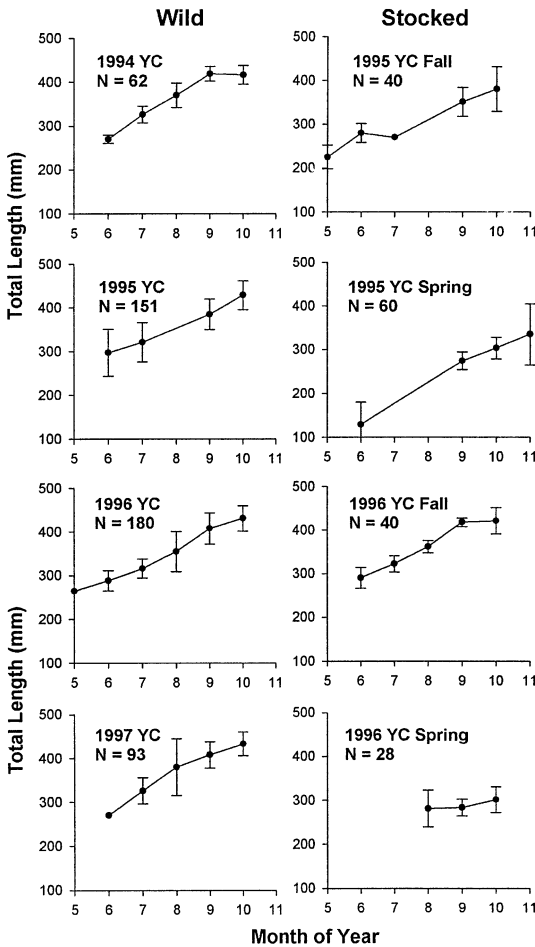 Wild Stocked
500 500
1994 YC 1995 YC Fall
N = 62 N = 40
400 400
300 300
200 200
100 100
5 6 7 8 9 10 11 5 6 7 8 9 10 11
Total Length (mm)
500 500
1995 YC 1995 YC Spring
N = 151 N = 60
400 400
300 300
200 200
100 100
5 6 7 8 9 10 11 5 6 7 8 9 10 11
500 500
1996 YC 1996 YC Fall
N = 180 N = 40
400 400
300 300
200 200
100 100
5 6 7 8 9 10 11 5 6 7 8 9 10 11
Total Length (mm)
500 500
1997 YC 1996 YC Spring
N = 93 N = 28
400 400
300 300
200 200
100 100
5 6 7 8 9 10 11 5 6 7 8 9 10 11
Month of Year